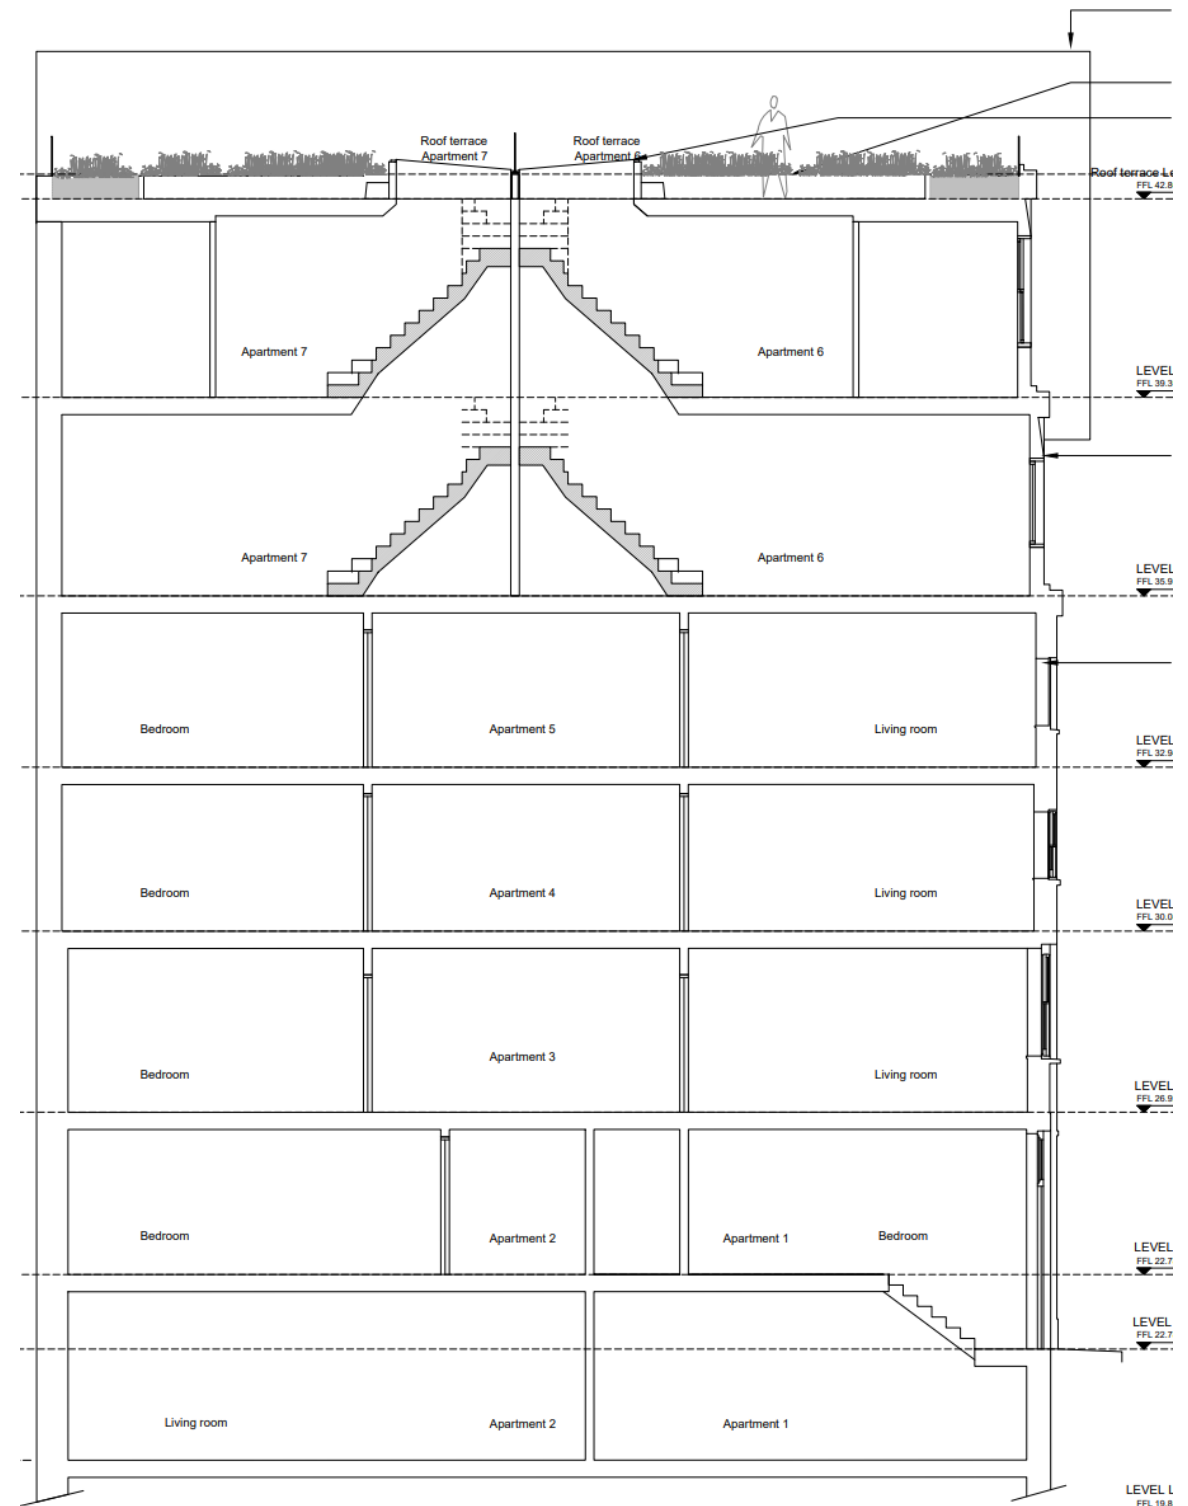 Roof terrace
Apartment 7
Roof terrace
Apartment 6
Roof terrace Le
FFL 42.8
Apartment 7
Apartment 6
LEVEL
FFL 39.3
Apartment 7
Apartment 6
LEVEL
FFL 35.9
Bedroom
Apartment 5
Living room
LEVEL
FFL 32.9
Bedroom
Apartment 4
Living room
LEVEL
FFL 30.0
Bedroom
Apartment 3
Living room
LEVEL
FFL 26.9
Bedroom
Apartment 2
Apartment 1
Bedroom
LEVEL
FFL 22.7
LEVEL
FFL 22.7
Living room
Apartment 2
Apartment 1
LEVEL L
FFL 19.8